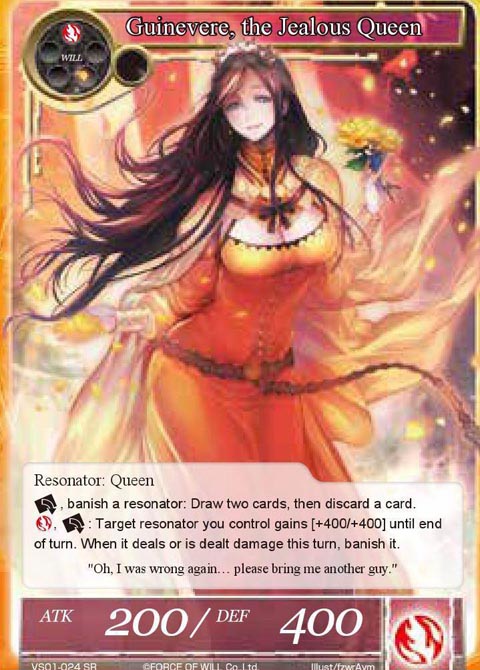 Guinevere, the Jealous Queen
WILL
Resonator: Queen
, banish a resonator: Draw two cards, then discard a card.
, : Target resonator you control gains [+400/+400] until end
of turn. When it deals or is dealt damage this turn, banish it.
"Oh, I was wrong again… please bring me another guy."
ATK 200 / DEF 400
VS01-024 SR ©FORCE OF WILL Co.,Ltd. Illust/fzwrAym